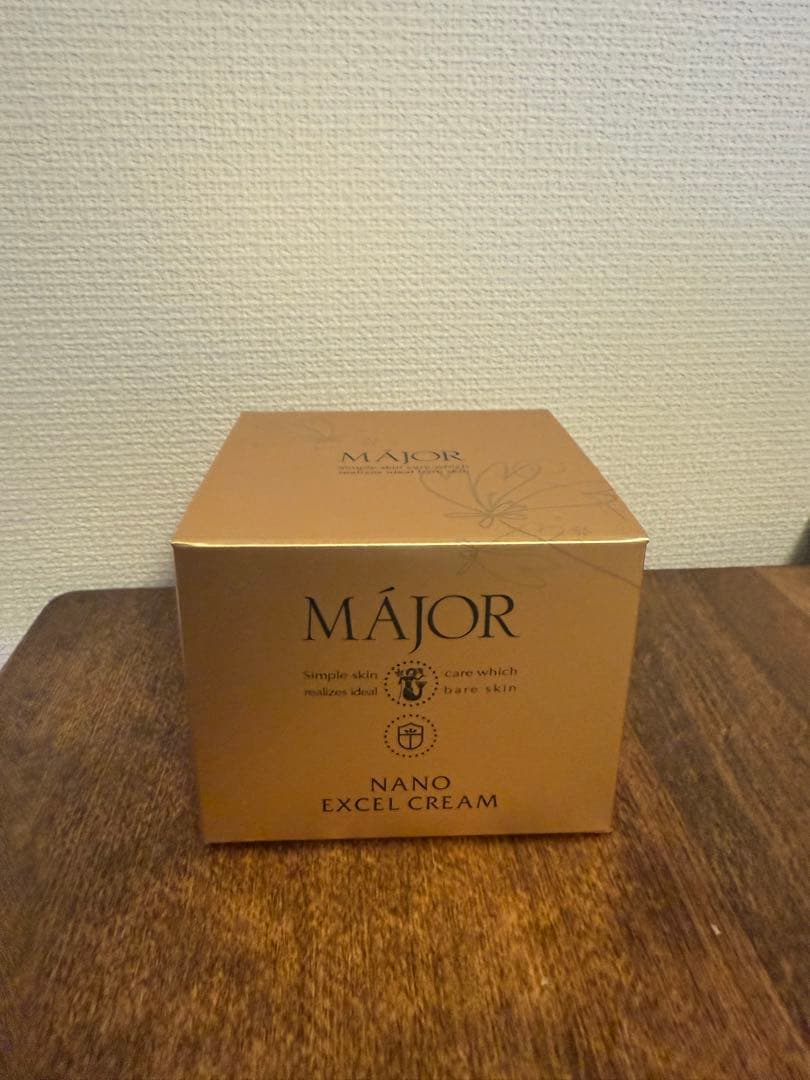 MÁJOR
Simple skin care which
realizes ideal bare skin
MÁJOR
Simple skin care which
realizes ideal bare skin
NANO
EXCEL CREAM